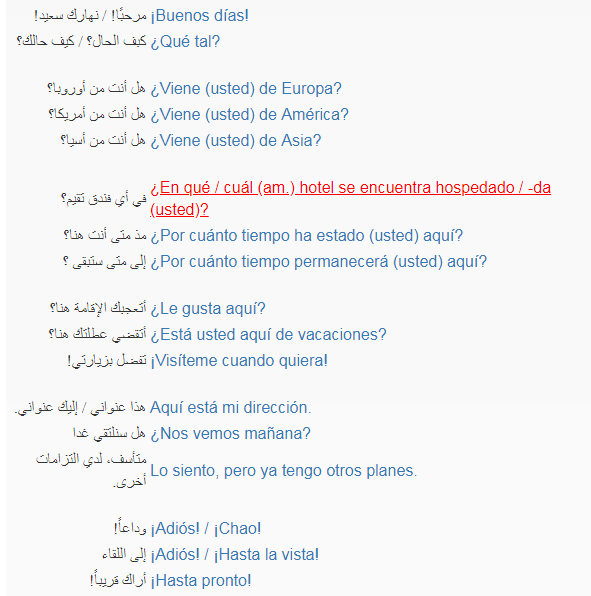 مرحبًا! / نهارك سعيد! ¡Buenos días!
كبف الحال؟ / كيف حالك؟ ¿Qué tal?
هل أنت من أوروبا؟ ¿Viene (usted) de Europa?
هل أنت من أمريكا؟ ¿Viene (usted) de América?
هل أنت من أسيا؟ ¿Viene (usted) de Asia?
في أي فندق تقيم؟ ¿En qué / cuál (am.) hotel se encuentra hospedado / -da
(usted)?
مذ متى أنت هنا؟ ¿Por cuánto tiempo ha estado (usted) aquí?
إلى متى ستبقى ؟ ¿Por cuánto tiempo permanecerá (usted) aquí?
أتعجبك الإقامة هنا؟ ¿Le gusta aquí?
أتقضي عطلتك هنا؟ ¿Está usted aquí de vacaciones?
تفضل بزيارتي! ¡Visíteme cuando quiera!
هذا عنواني / إليك عنواني. Aquí está mi dirección.
هل سنلتقي غدا ¿Nos vemos mañana?
متأسف، لدي التزامات
أخرى. Lo siento, pero ya tengo otros planes.
وداعاً! ¡Adiós! / ¡Chao!
إلى اللقاء ¡Adiós! / ¡Hasta la vista!
أراك قريباً! ¡Hasta pronto!